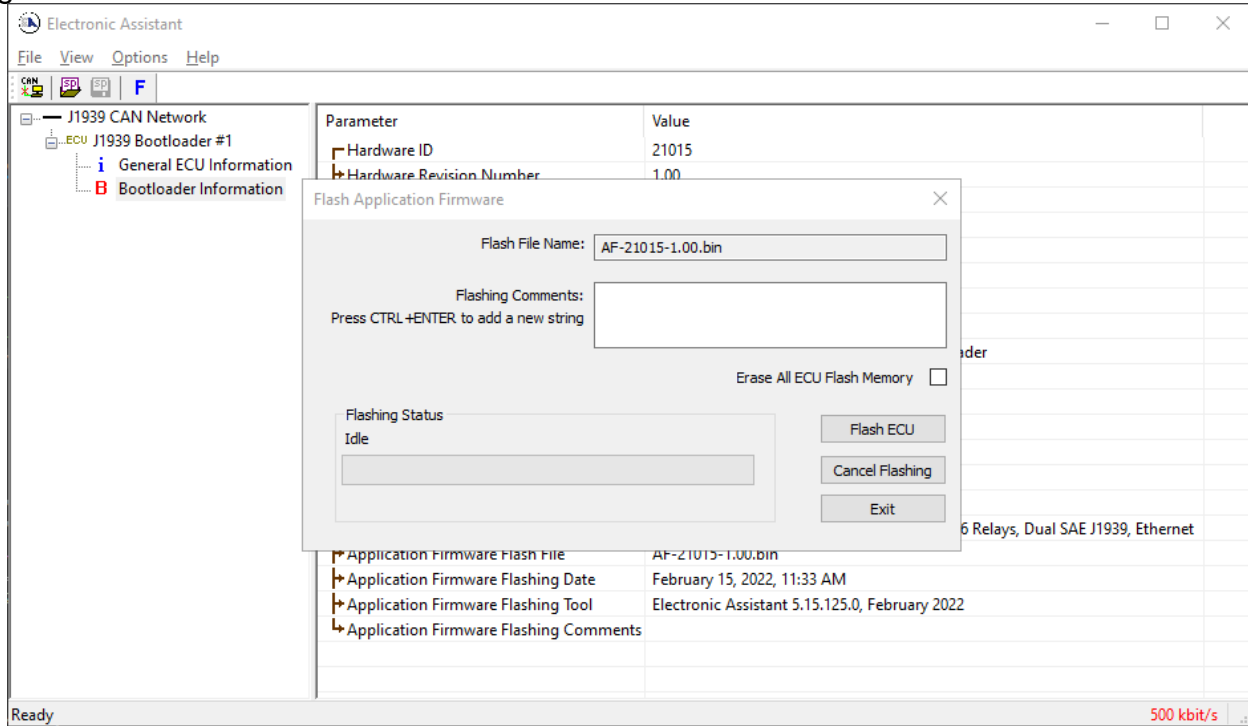 Electronic Assistant
File View Options Help
CAN SP SP F
J1939 CAN Network
ECU J1939 Bootloader #1
i General ECU Information
B Bootloader Information
Parameter Value
Hardware ID 21015
Hardware Revision Number 1.00
Flash Application Firmware
Flash File Name: AF-21015-1.00.bin
Flashing Comments:
Press CTRL+ENTER to add a new string
ader
Erase All ECU Flash Memory
Flashing Status
Idle
Flash ECU
Cancel Flashing
Exit
6 Relays, Dual SAE J1939, Ethernet
Application Firmware Flash File AF-21015-1.00.bin
Application Firmware Flashing Date February 15, 2022, 11:33 AM
Application Firmware Flashing Tool Electronic Assistant 5.15.125.0, February 2022
Application Firmware Flashing Comments
Ready 500 kbit/s